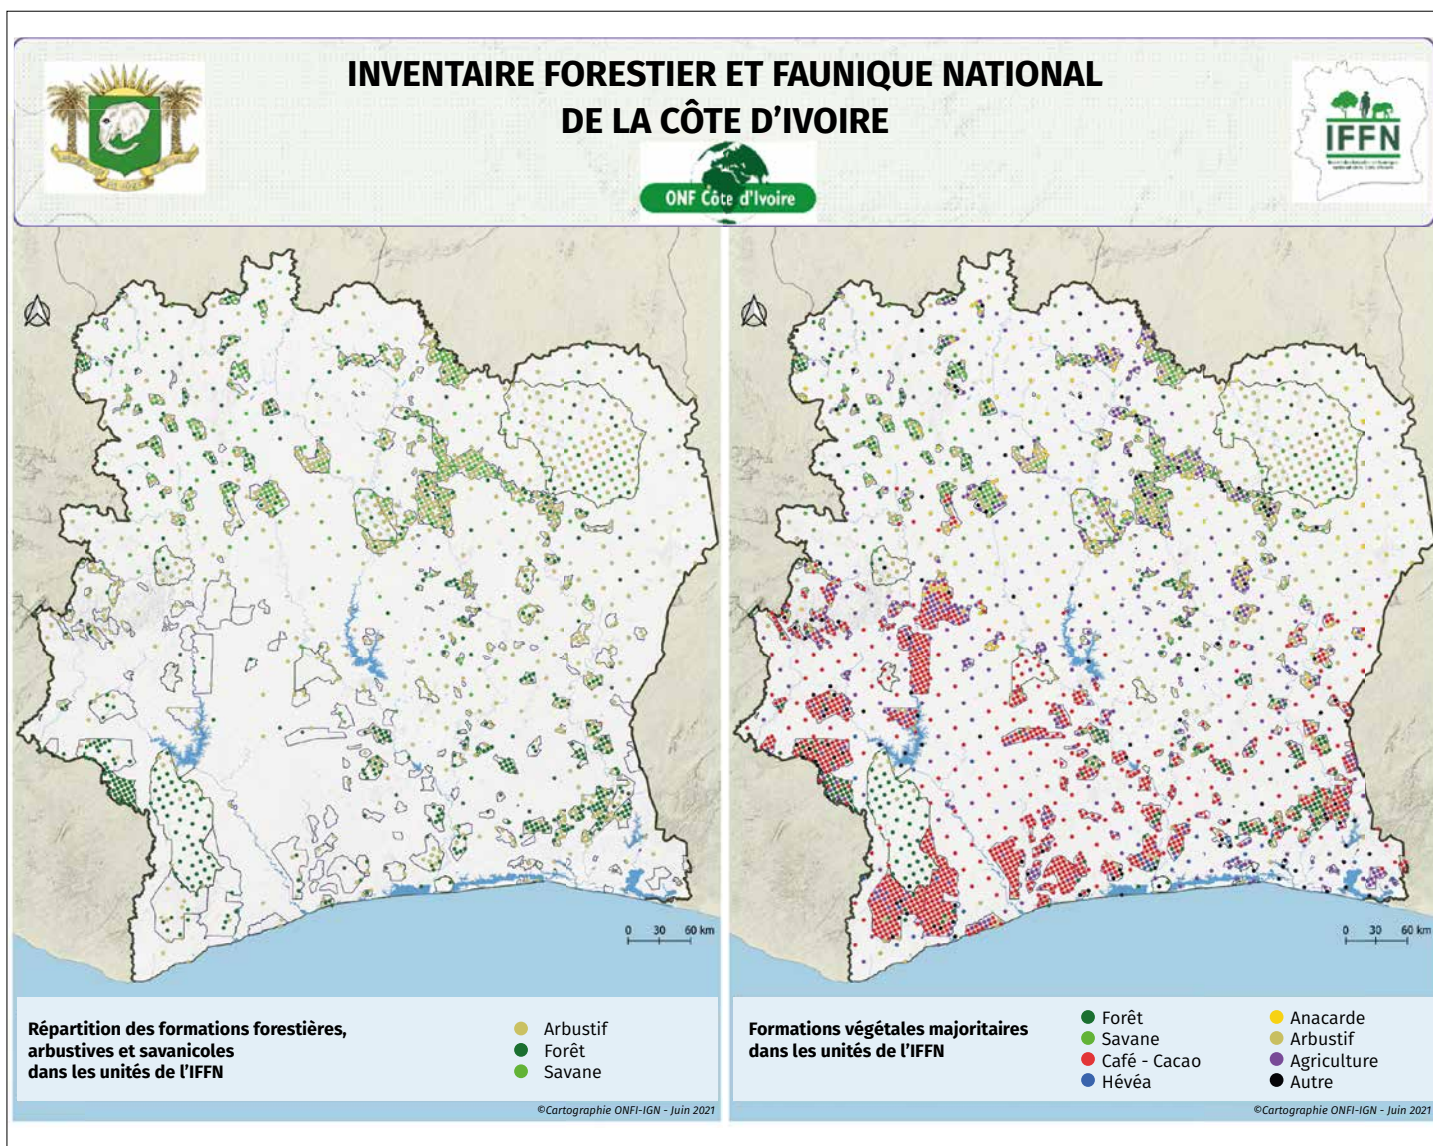 INVENTAIRE FORESTIER ET FAUNIQUE NATIONAL
DE LA CÔTE D'IVOIRE
IFFN
ONF Côte d'Ivoire
0 30 60 km
0 30 60 km
Répartition des formations forestières,
arbustives et savanicoles
dans les unités de l'IFFN
Arbustif
Forêt
Savane
©Cartographie ONFI-IGN - Juin 2021
Formations végétales majoritaires
dans les unités de l'IFFN
Forêt
Savane
Café - Cacao
Hévéa
Anacarde
Arbustif
Agriculture
Autre
©Cartographie ONFI-IGN - Juin 2021